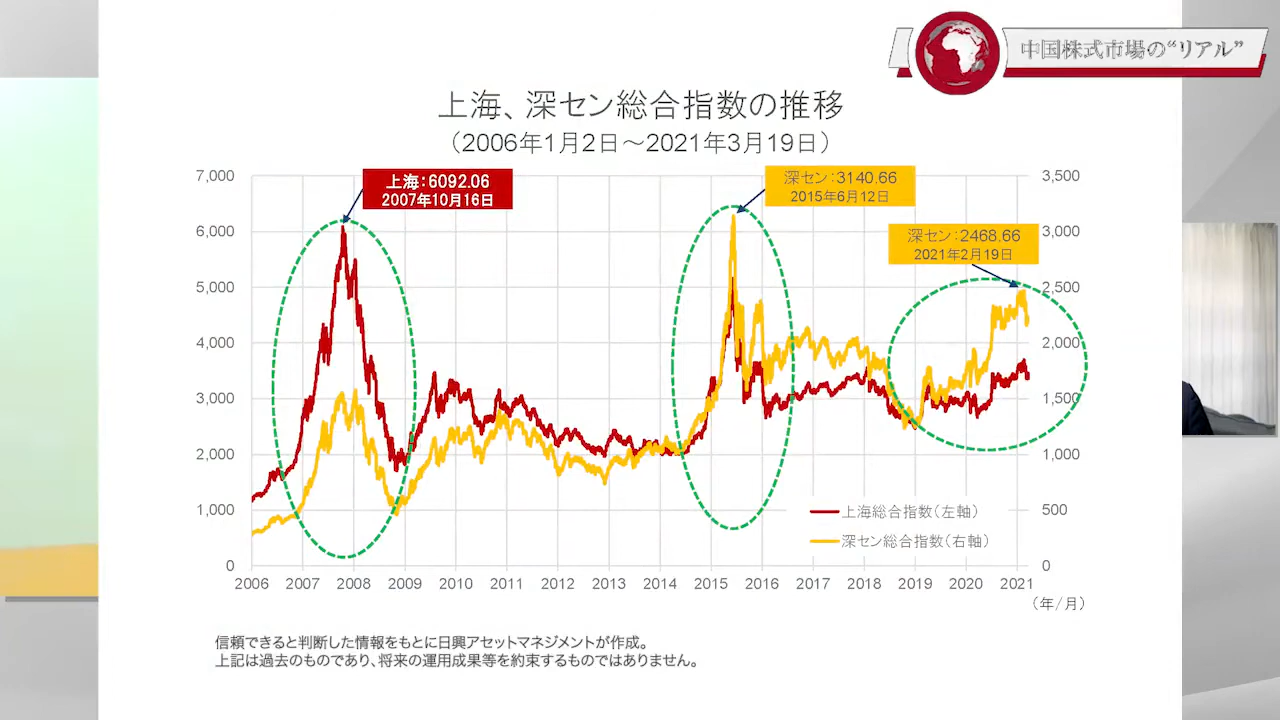 中国株式市場の“リアル”
上海、深セン総合指数の推移
（2006年1月2日～2021年3月19日）
上海：6092.06
2007年10月16日
深セン：3140.66
2015年6月12日
深セン：2468.66
2021年2月19日
7,000
6,000
5,000
4,000
3,000
2,000
1,000
0
3,500
3,000
2,500
2,000
1,500
1,000
500
0
上海総合指数（左軸）
深セン総合指数（右軸）
2006 2007 2008 2009 2010 2011 2012 2013 2014 2015 2016 2017 2018 2019 2020 2021
（年/月）
信頼できると判断した情報をもとに日興アセットマネジメントが作成。
上記は過去のものであり、将来の運用成果等を約束するものではありません。